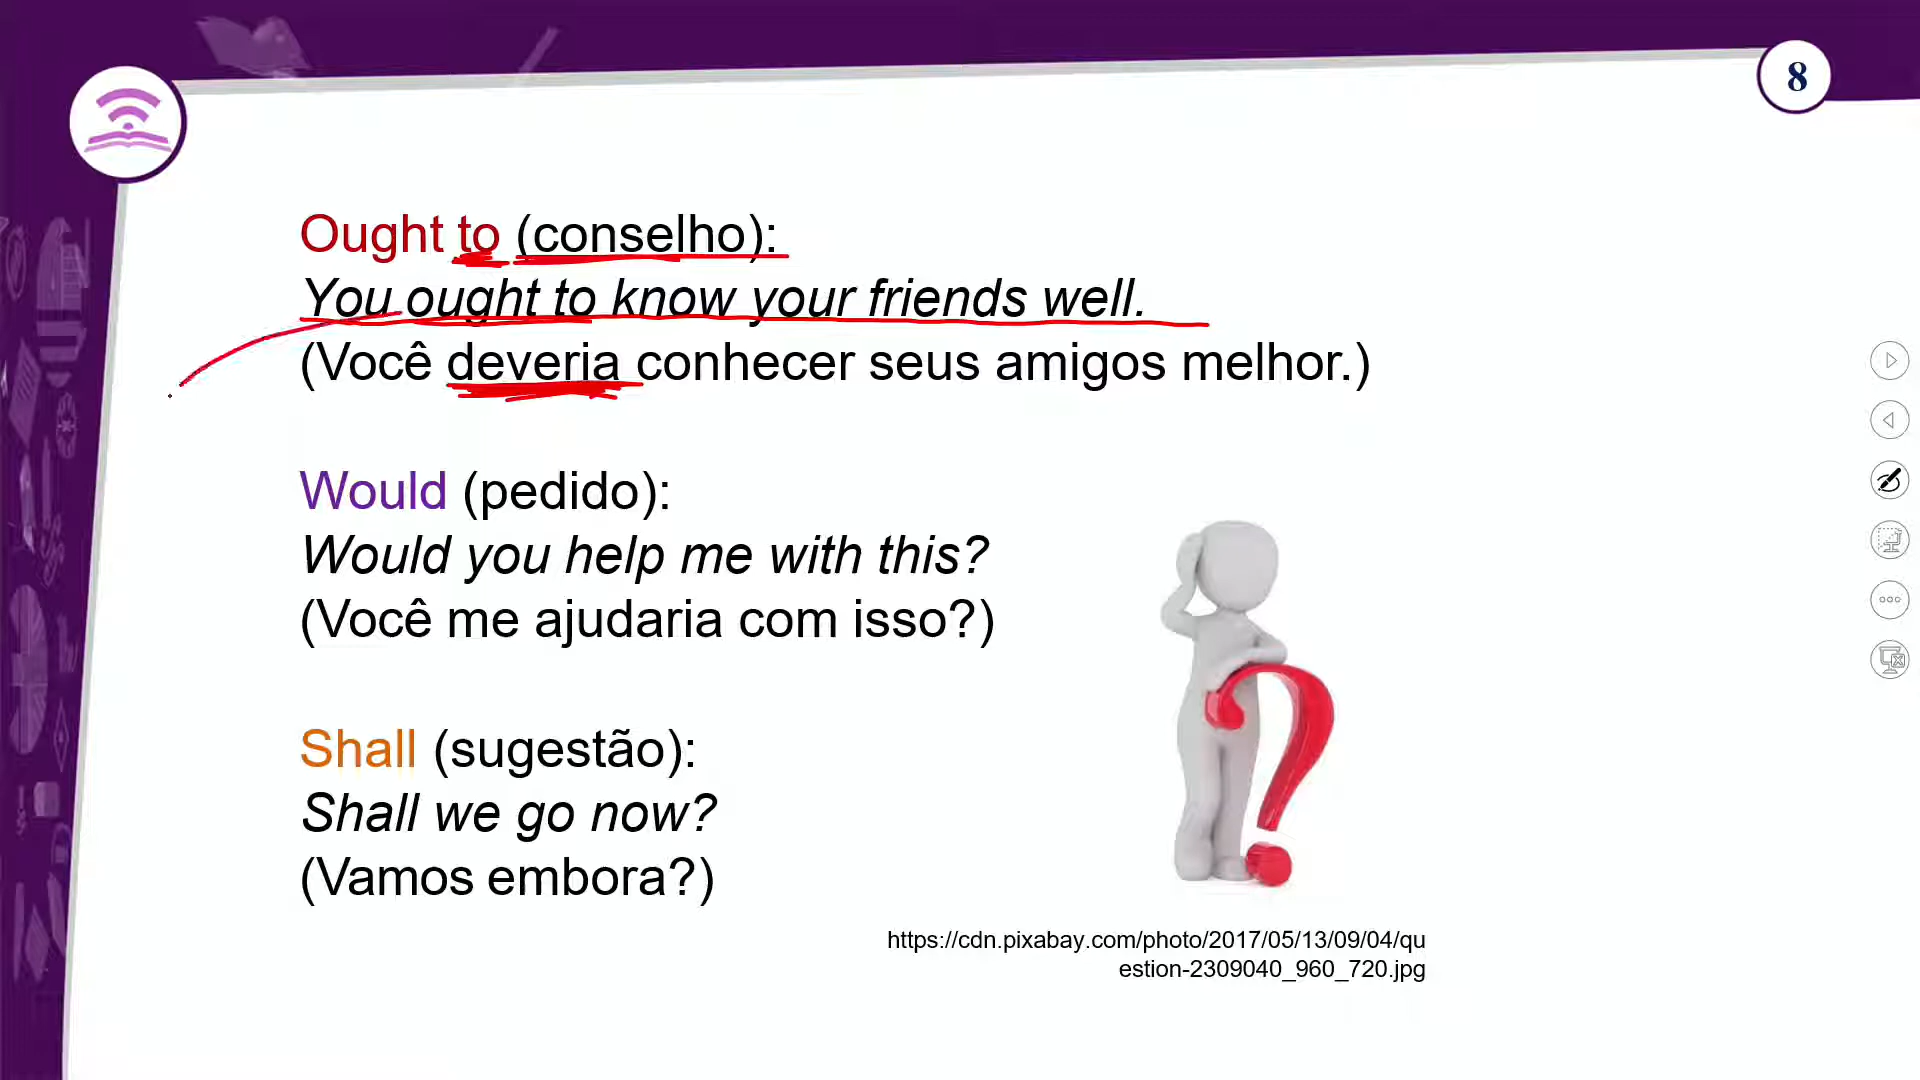 8
Ought to (conselho):
You ought to know your friends well.
(Você deveria conhecer seus amigos melhor.)
Would (pedido):
Would you help me with this?
(Você me ajudaria com isso?)
Shall (sugestão):
Shall we go now?
(Vamos embora?)
https://cdn.pixabay.com/photo/2017/05/13/09/04/qu
estion-2309040_960_720.jpg